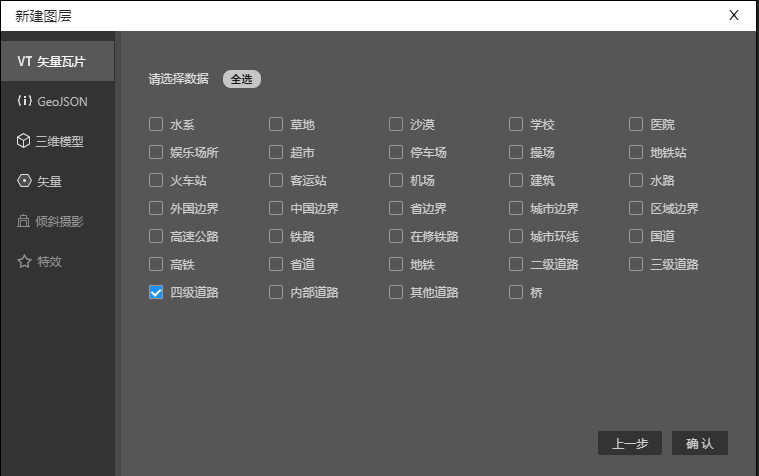 新建图层 X
VT 矢量瓦片
GeoJSON
三维模型
矢量
倾斜摄影
特效
请选择数据 全选
水系 草地 沙漠 学校 医院
娱乐场所 超市 停车场 操场 地铁站
火车站 客运站 机场 建筑 水路
外国边界 中国边界 省边界 城市边界 区域边界
高速公路 铁路 在修铁路 城市环线 国道
高铁 省道 地铁 二级道路 三级道路
四级道路 内部道路 其他道路 桥
上一步 确认